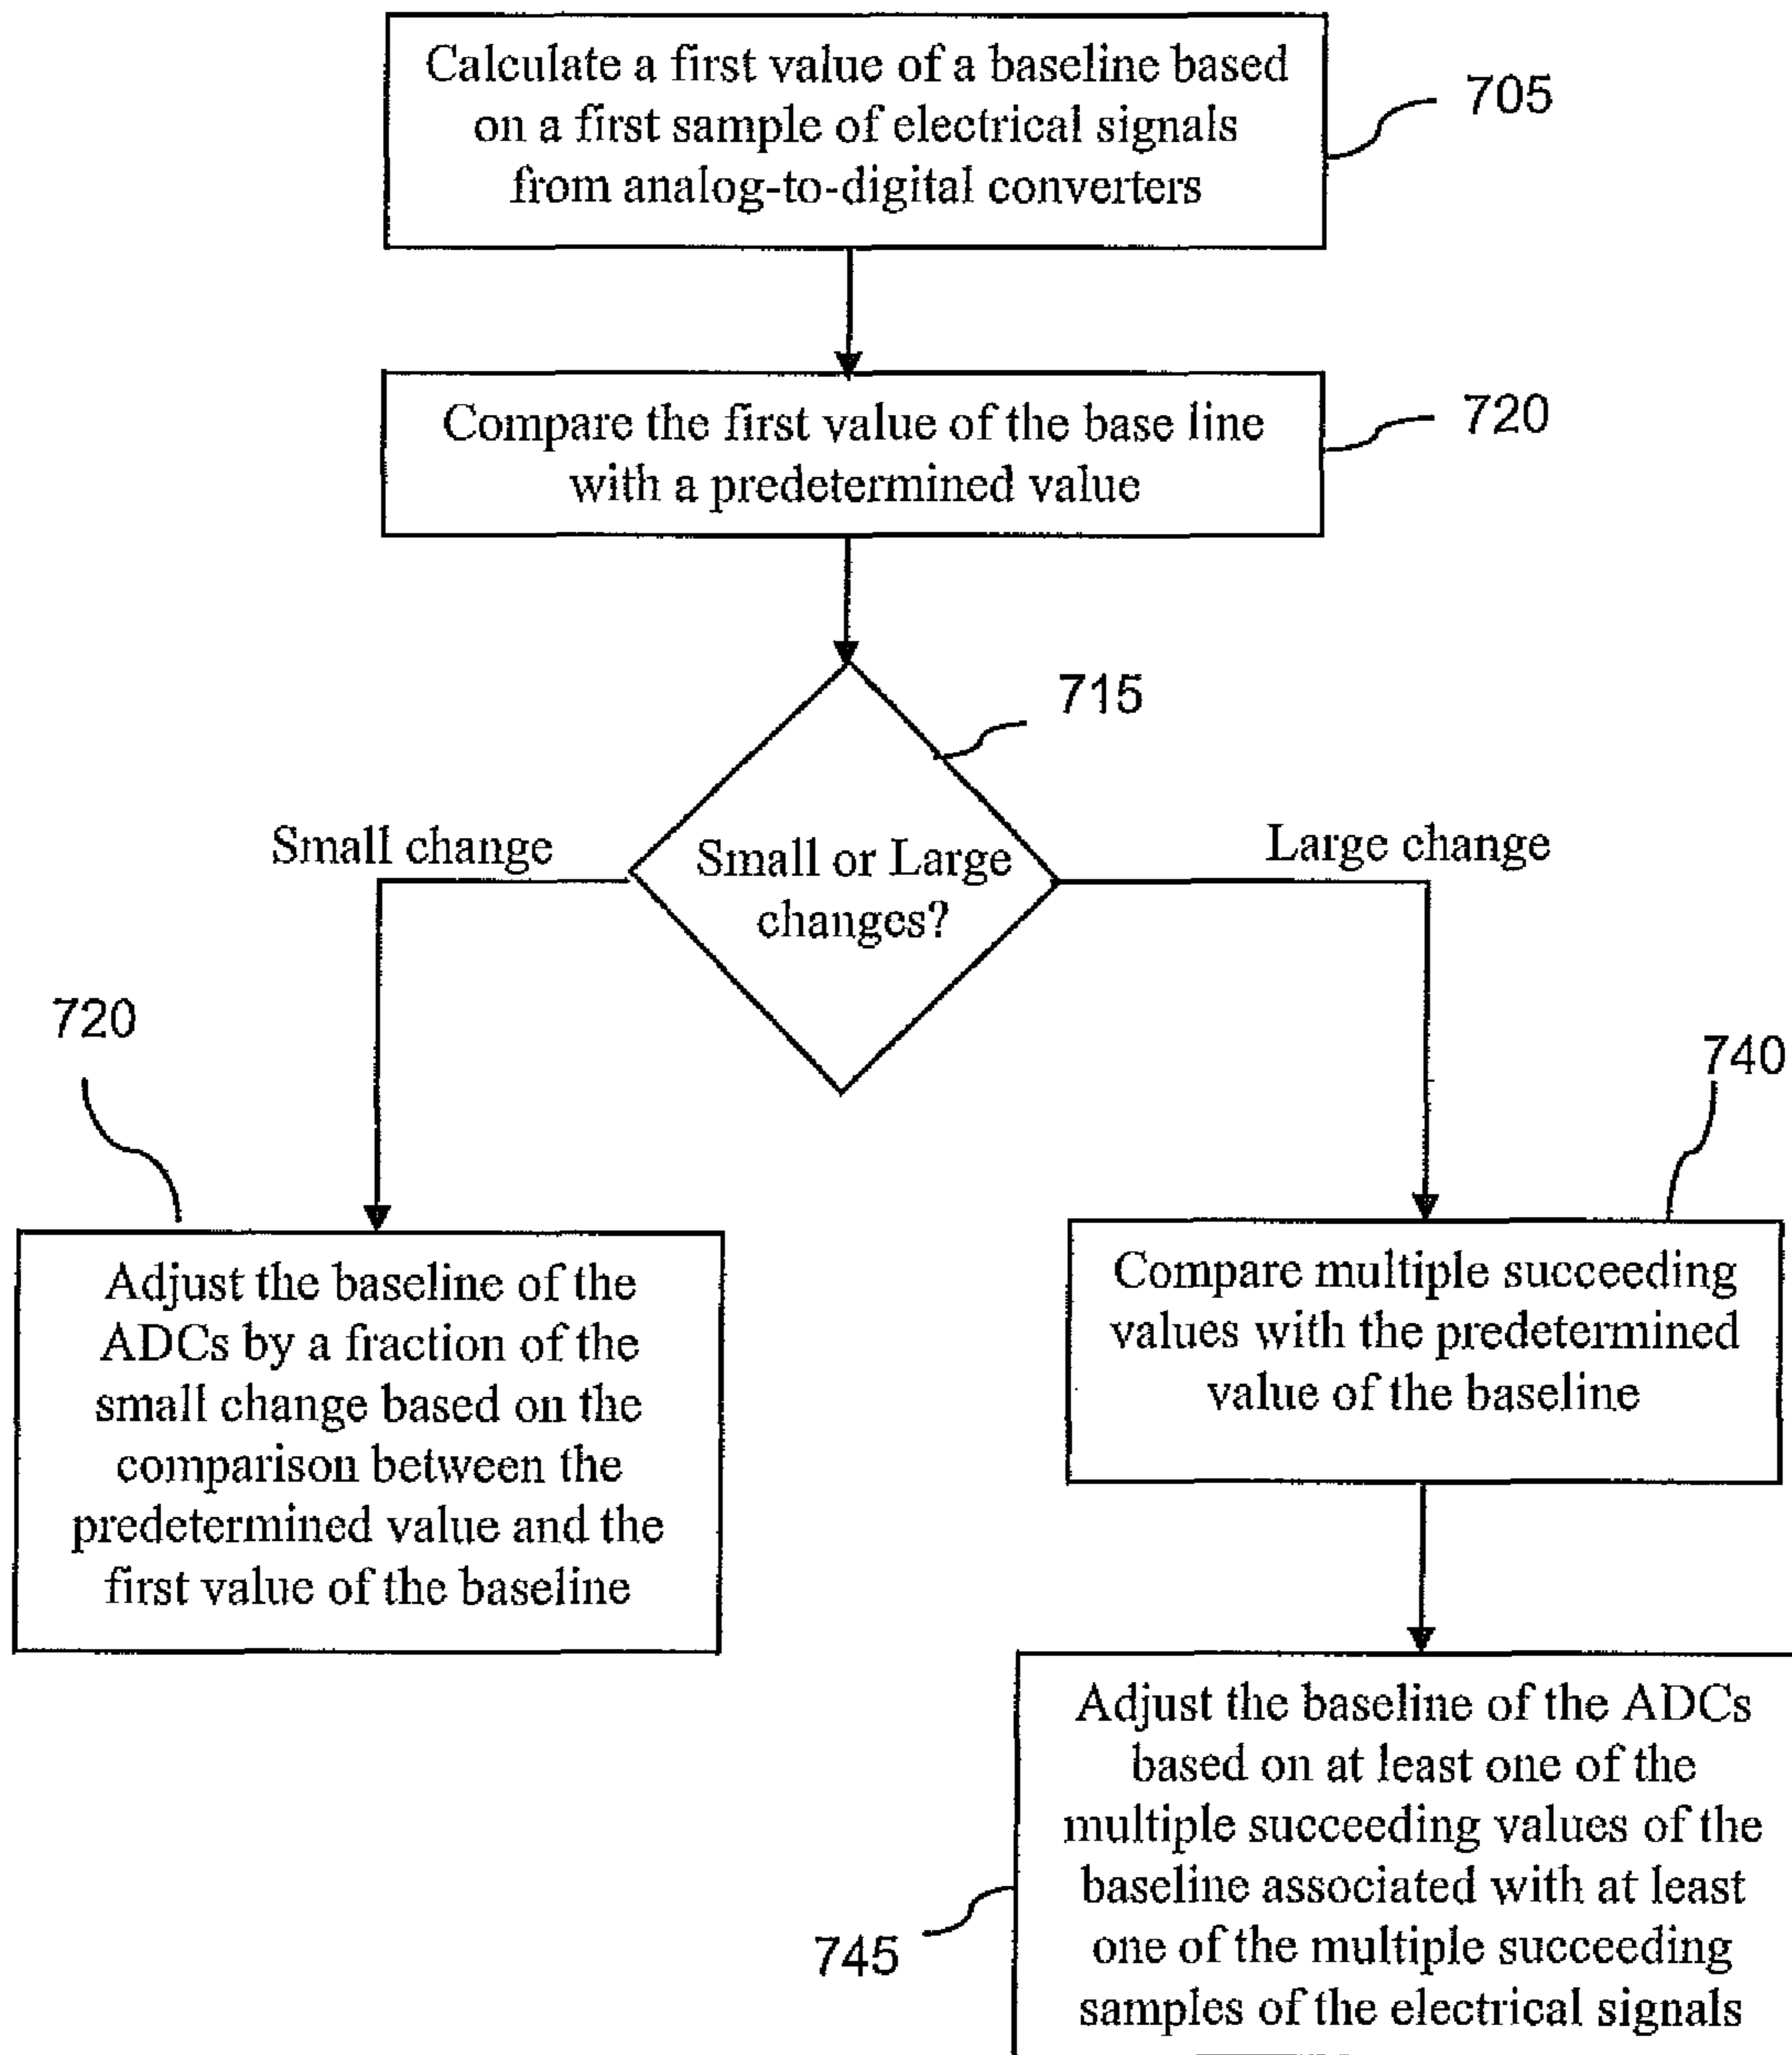 Calculate a first value of a baseline based
on a first sample of electrical signals
from analog-to-digital converters
705
Compare the first value of the base line
with a predetermined value
720
715
Small or Large
changes?
Small change
Large change
720
Adjust the baseline of the
ADCs by a fraction of the
small change based on the
comparison between the
predetermined value and the
first value of the baseline
740
Compare multiple succeeding
values with the predetermined
value of the baseline
Adjust the baseline of the ADCs
based on at least one of the
multiple succeeding values of the
baseline associated with at least
one of the multiple succeeding
samples of the electrical signals
745